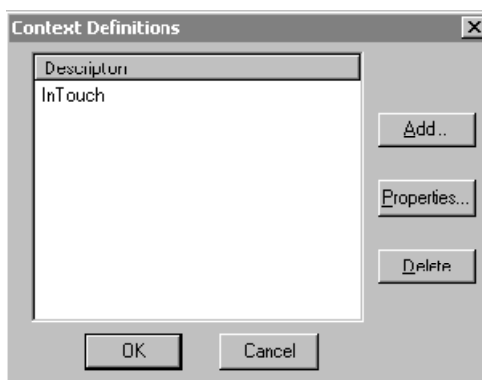 Context Definitions
Description
InTouch
Add..
Properties...
Delete
OK
Cancel